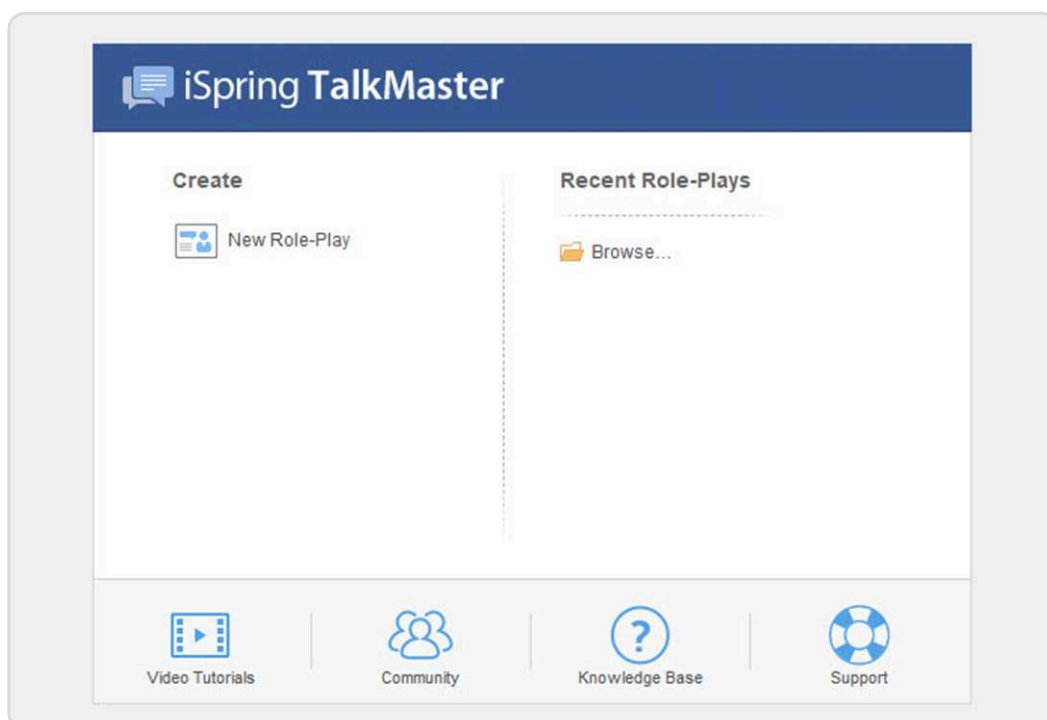 iSpring TalkMaster
Create
New Role-Play
Recent Role-Plays
Browse...
Video Tutorials
Community
Knowledge Base
Support